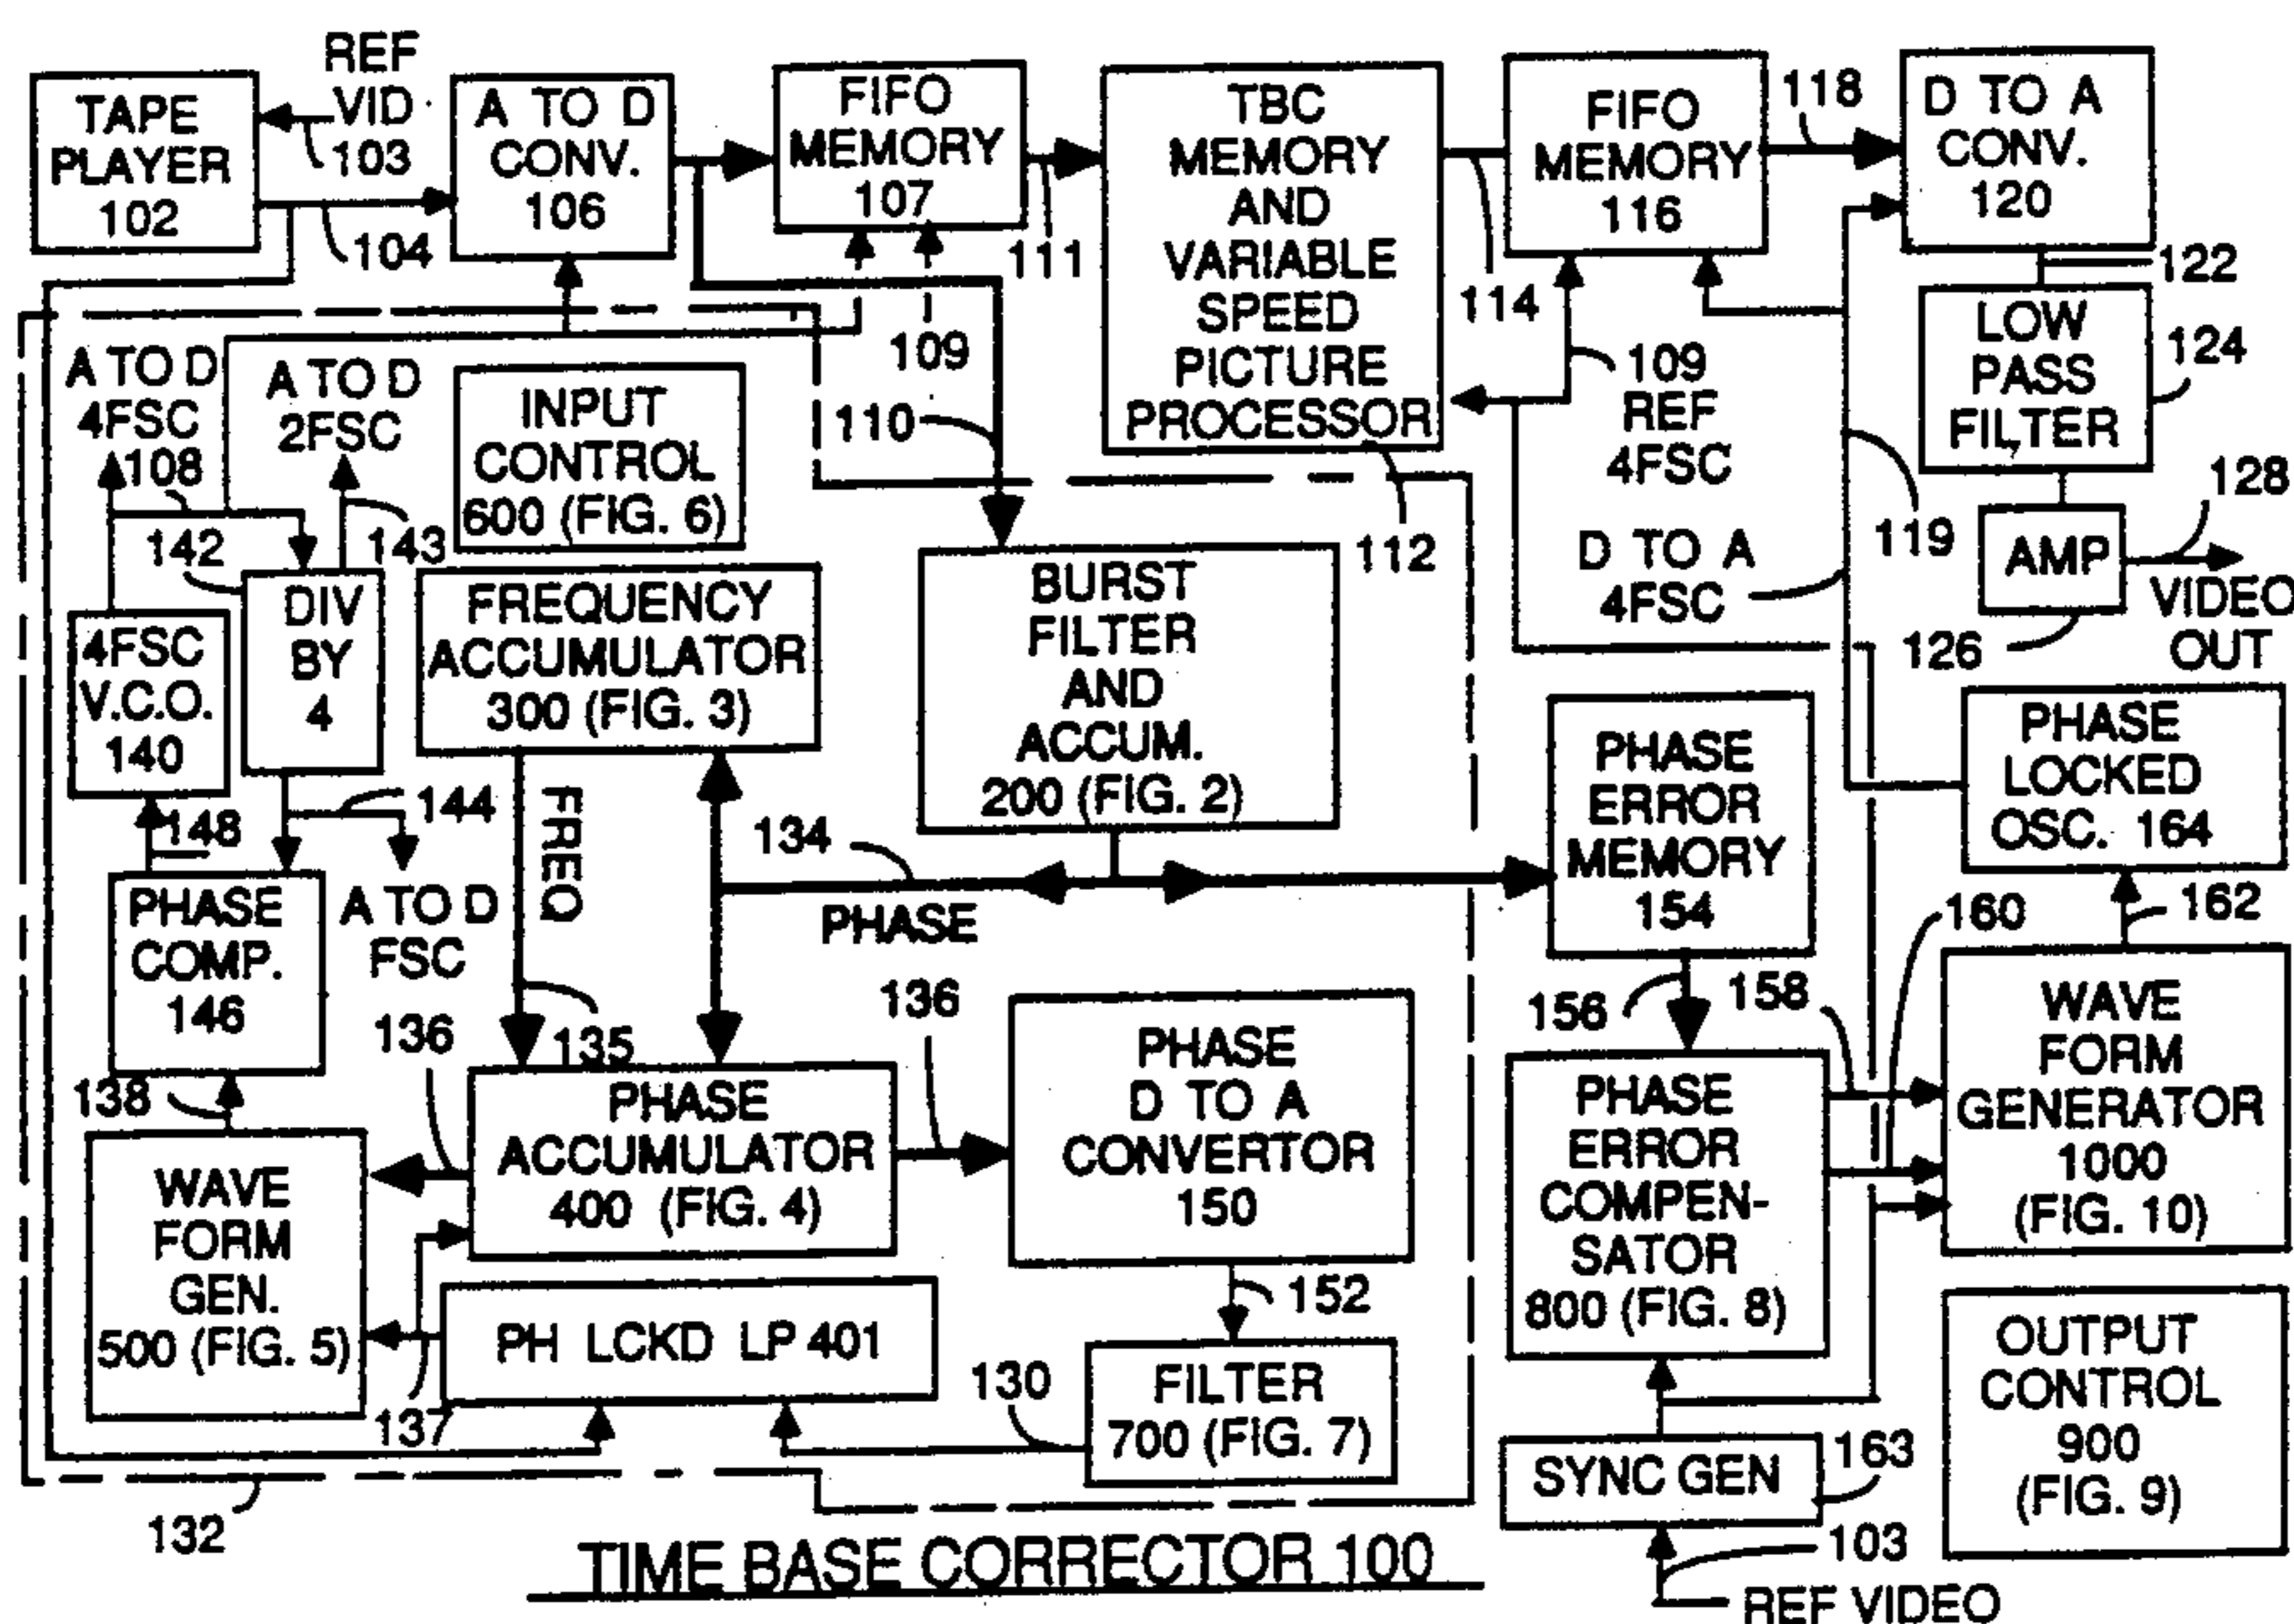 REF
VID
103
TAPE
PLAYER
102
104
A TO D
CONV.
106
FIFO
MEMORY
107
111
109
110
TBC
MEMORY
AND
VARIABLE
SPEED
PICTURE
PROCESSOR
112
114
FIFO
MEMORY
116
118
D TO A
CONV.
120
122
LOW
PASS
FILTER
124
AMP
126
128
VIDEO
OUT
109
REF
4FSC
D TO A
4FSC
119
A TO D
4FSC
108
A TO D
2FSC
142
143
INPUT
CONTROL
600 (FIG. 6)
4FSC
V.C.O.
140
DIV
BY
4
144
148
A TO D
FSC
PHASE
COMP.
146
138
FREQUENCY
ACCUMULATOR
300 (FIG. 3)
FREQ
135
BURST
FILTER
AND
ACCUM.
200 (FIG. 2)
134
PHASE
136
136
WAVE
FORM
GEN.
500 (FIG. 5)
PHASE
ACCUMULATOR
400 (FIG. 4)
PHASE
D TO A
CONVERTOR
150
152
137
PH LCKD LP 401
130
FILTER
700 (FIG. 7)
132
PHASE
ERROR
MEMORY
154
156
158
160
PHASE
LOCKED
OSC. 164
162
PHASE
ERROR
COMPEN-
SATOR
800 (FIG. 8)
WAVE
FORM
GENERATOR
1000
(FIG. 10)
SYNC GEN
163
103
REF VIDEO
OUTPUT
CONTROL
900
(FIG. 9)
TIME BASE CORRECTOR 100